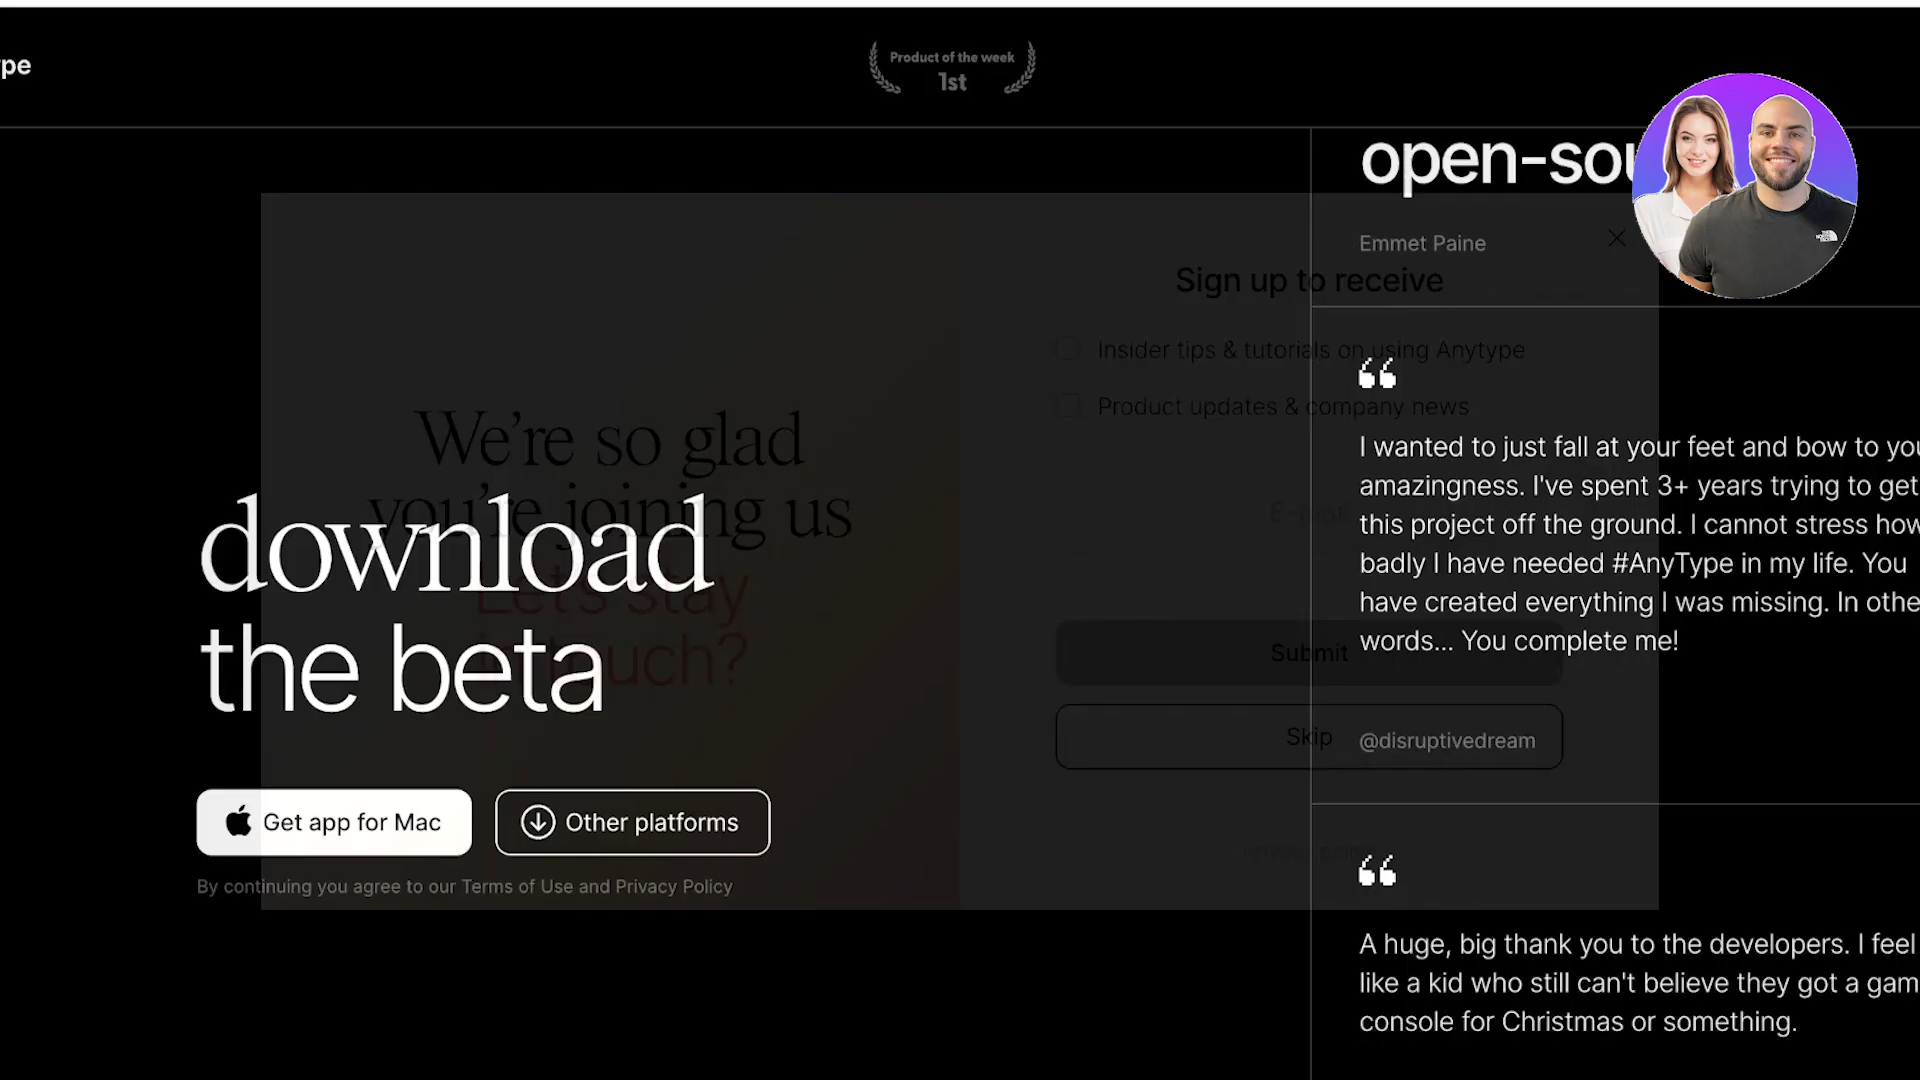 pe
Product of the week
1st
open-sou
Emmet Paine
Sign up to receive
Insider tips & tutorials on using Anytype
Product updates & company news
We're so glad
you're joining us
Let's stay
in touch?
download
the beta
E-mail
Submit
Skip
Get app for Mac
Other platforms
By continuing you agree to our Terms of Use and Privacy Policy
“
I wanted to just fall at your feet and bow to you
amazingness. I've spent 3+ years trying to get
this project off the ground. I cannot stress how
badly I have needed #AnyType in my life. You
have created everything I was missing. In othe
words... You complete me!
@disruptivedream
“
A huge, big thank you to the developers. I feel
like a kid who still can't believe they got a gam
console for Christmas or something.